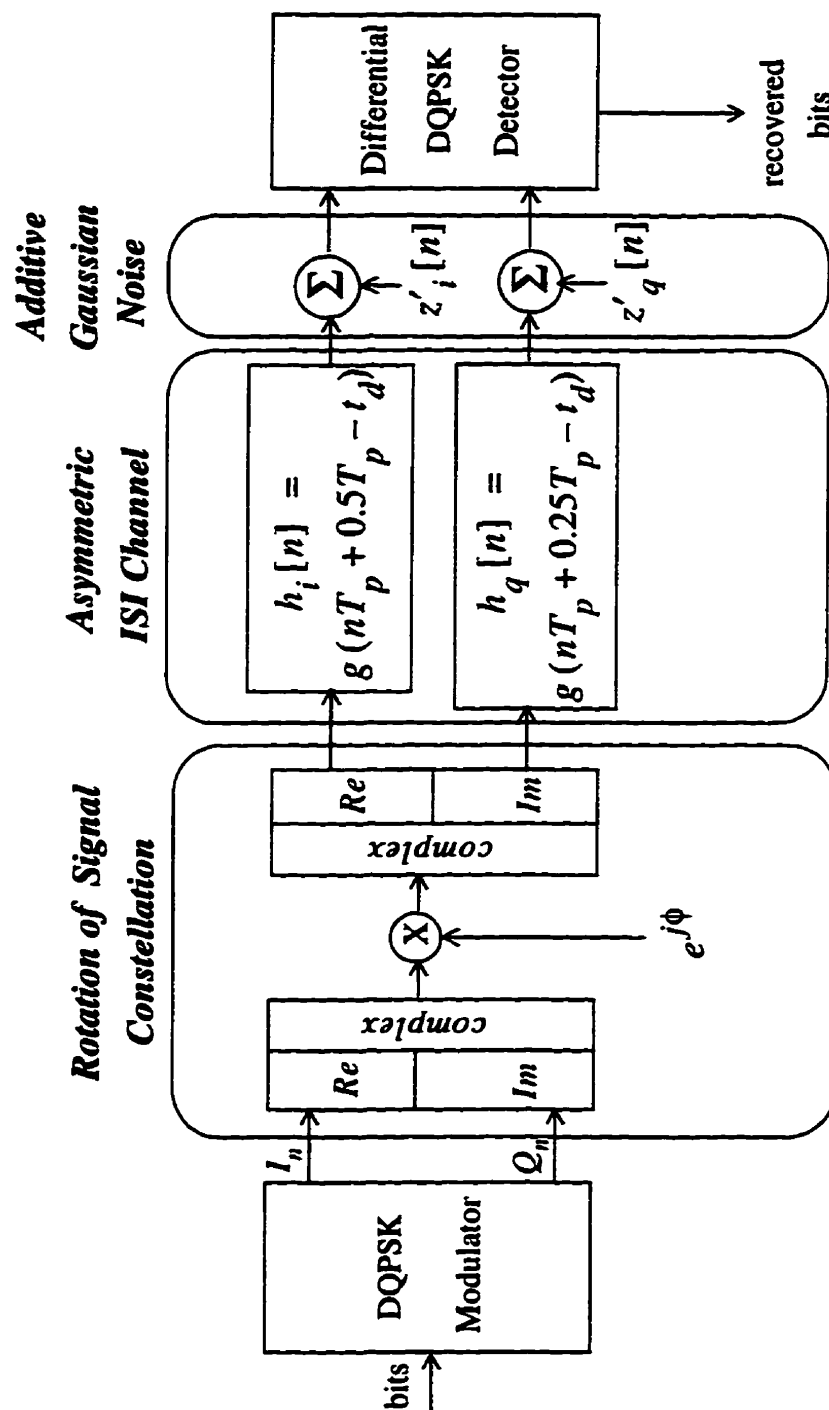 Rotation of Signal
Constellation
Asymmetric
ISI Channel
Additive
Gaussian
Noise
bits
DQPSK
Modulator
I_n
Q_n
Re
Im
complex
X
e^{jϕ}
complex
Re
Im
h_i [n] =
g (nT_p + 0.5T_p − t_d)
h_q [n] =
g (nT_p + 0.25T_p − t_d)
Σ
z'_i [n]
Σ
z'_q [n]
Differential
DQPSK
Detector
recovered
bits